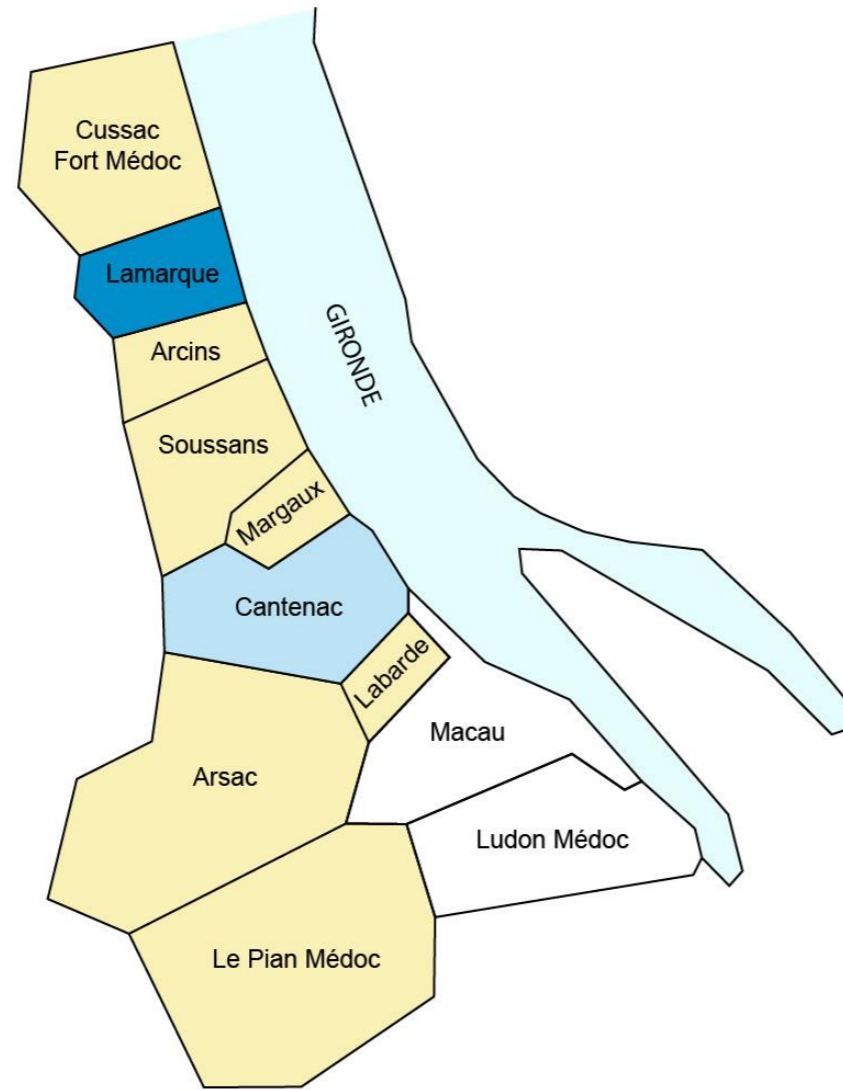 Cussac
Fort Médoc
Lamarque
Arcins
GIRONDE
Soussans
Margaux
Cantenac
Labarde
Macau
Arsac
Ludon Médoc
Le Pian Médoc